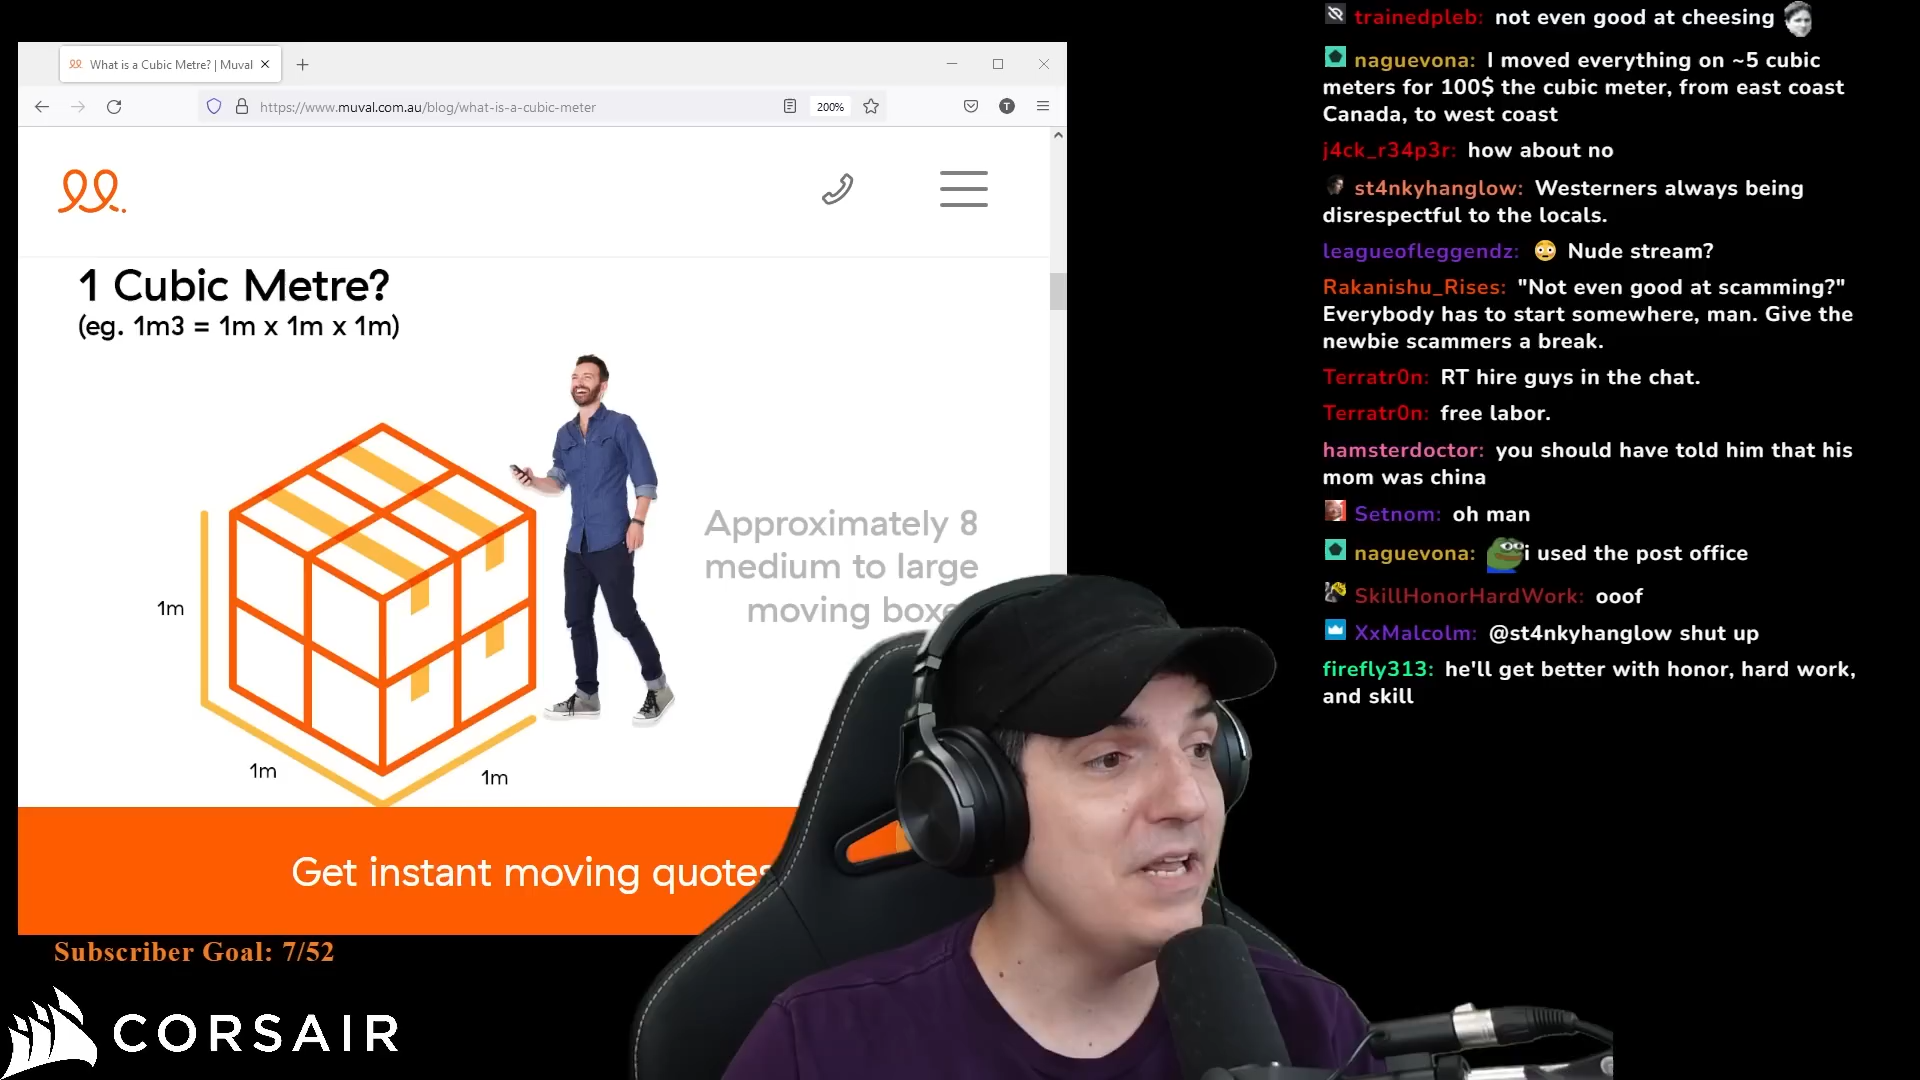 What is a Cubic Metre? | Muval
https://www.muval.com.au/blog/what-is-a-cubic-meter
200%
T
1 Cubic Metre?
(eg. 1m3 = 1m x 1m x 1m)
Approximately 8
medium to large
moving boxe
1m
1m
1m
Get instant moving quotes
Subscriber Goal: 7/52
CORSAIR
trainedpleb: not even good at cheesing
naguevona: I moved everything on ~5 cubic
meters for 100$ the cubic meter, from east coast
Canada, to west coast
j4ck_r34p3r: how about no
st4nkyhanglow: Westerners always being
disrespectful to the locals.
leagueofleggendz: Nude stream?
Rakanishu_Rises: "Not even good at scamming?"
Everybody has to start somewhere, man. Give the
newbie scammers a break.
Terratr0n: RT hire guys in the chat.
Terratr0n: free labor.
hamsterdoctor: you should have told him that his
mom was china
Setnom: oh man
naguevona: i used the post office
SkillHonorHardWork: ooof
XxMalcolm: @st4nkyhanglow shut up
firefly313: he'll get better with honor, hard work,
and skill